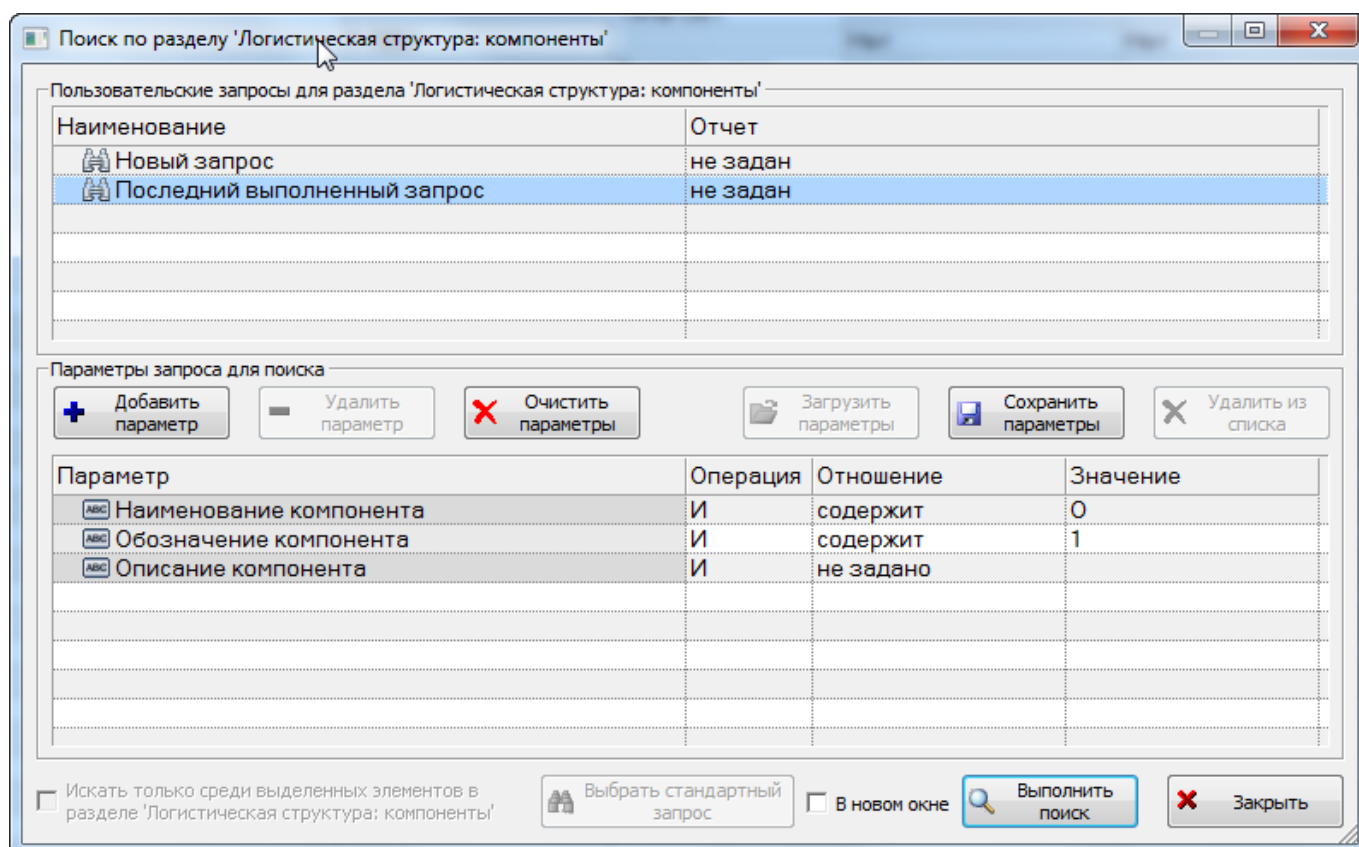 Поиск по разделу 'Логистическая структура: компоненты'
Пользовательские запросы для раздела 'Логистическая структура: компоненты'
Наименование Отчет
Новый запрос не задан
Последний выполненный запрос не задан
Параметры запроса для поиска
Добавить параметр
Удалить параметр
Очистить параметры
Загрузить параметры
Сохранить параметры
Удалить из списка
Параметр Операция Отношение Значение
ABC Наименование компонента И содержит О
ABC Обозначение компонента И содержит 1
ABC Описание компонента И не задано
Искать только среди выделенных элементов в
разделе 'Логистическая структура: компоненты'
Выбрать стандартный
запрос
В новом окне
Выполнить
поиск
Закрыть